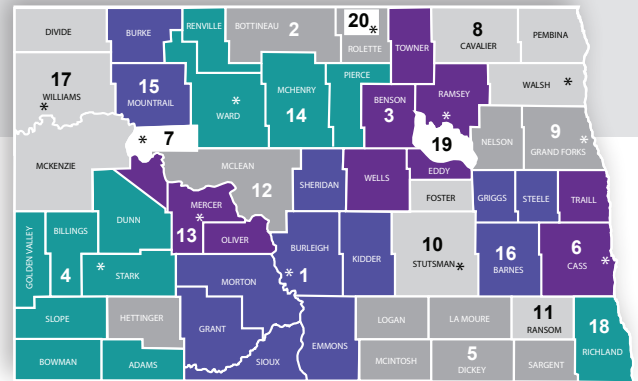 DIVIDE
BURKE
RENVILLE
BOTTINEAU
2
20
*
ROLETTE
TOWNER
8
CAVALIER
PEMBINA
17
WILLIAMS
*
15
MOUNTRAIL
*
WARD
MCHENRY
14
PIERCE
BENSON
3
RAMSEY
*
WALSH *
* 7
19
NELSON
9
GRAND FORKS
*
MCKENZIE
MCLEAN
12
SHERIDAN
WELLS
EDDY
FOSTER
GRIGGS
STEELE
TRAILL
GOLDEN VALLEY
BILLINGS
4
DUNN
MERCER
*
13
OLIVER
* STARK
BURLEIGH
* 1
KIDDER
10
STUTSMAN *
16
BARNES
6
CASS
*
MORTON
SLOPE
HETTINGER
GRANT
SIOUX
EMMONS
LOGAN
LA MOURE
11
RANSOM
18
RICHLAND
BOWMAN
ADAMS
MCINTOSH
5
DICKEY
SARGENT